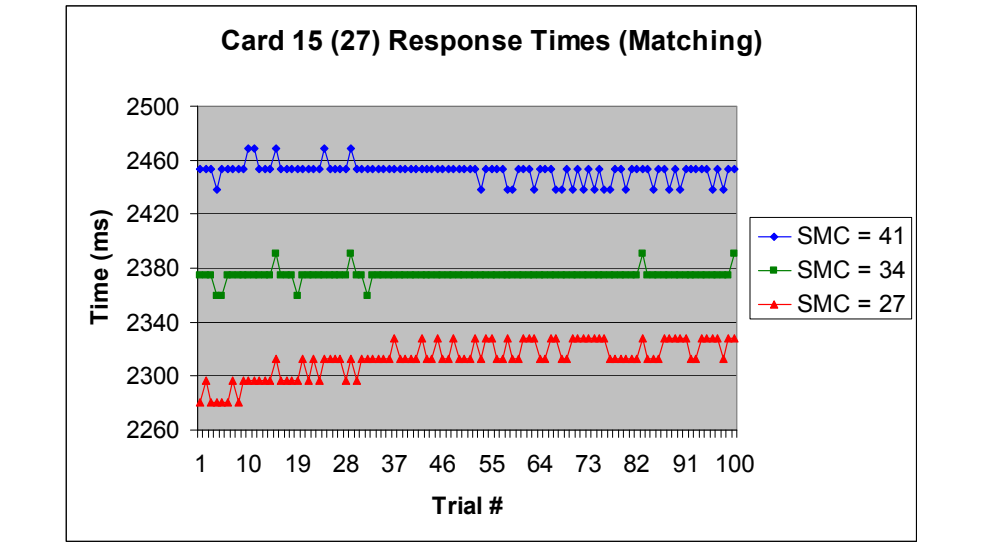 Card 15 (27) Response Times (Matching)
2500
2460
2420
2380
2340
2300
2260
Time (ms)
1 10 19 28 37 46 55 64 73 82 91 100
Trial #
SMC = 41
SMC = 34
SMC = 27